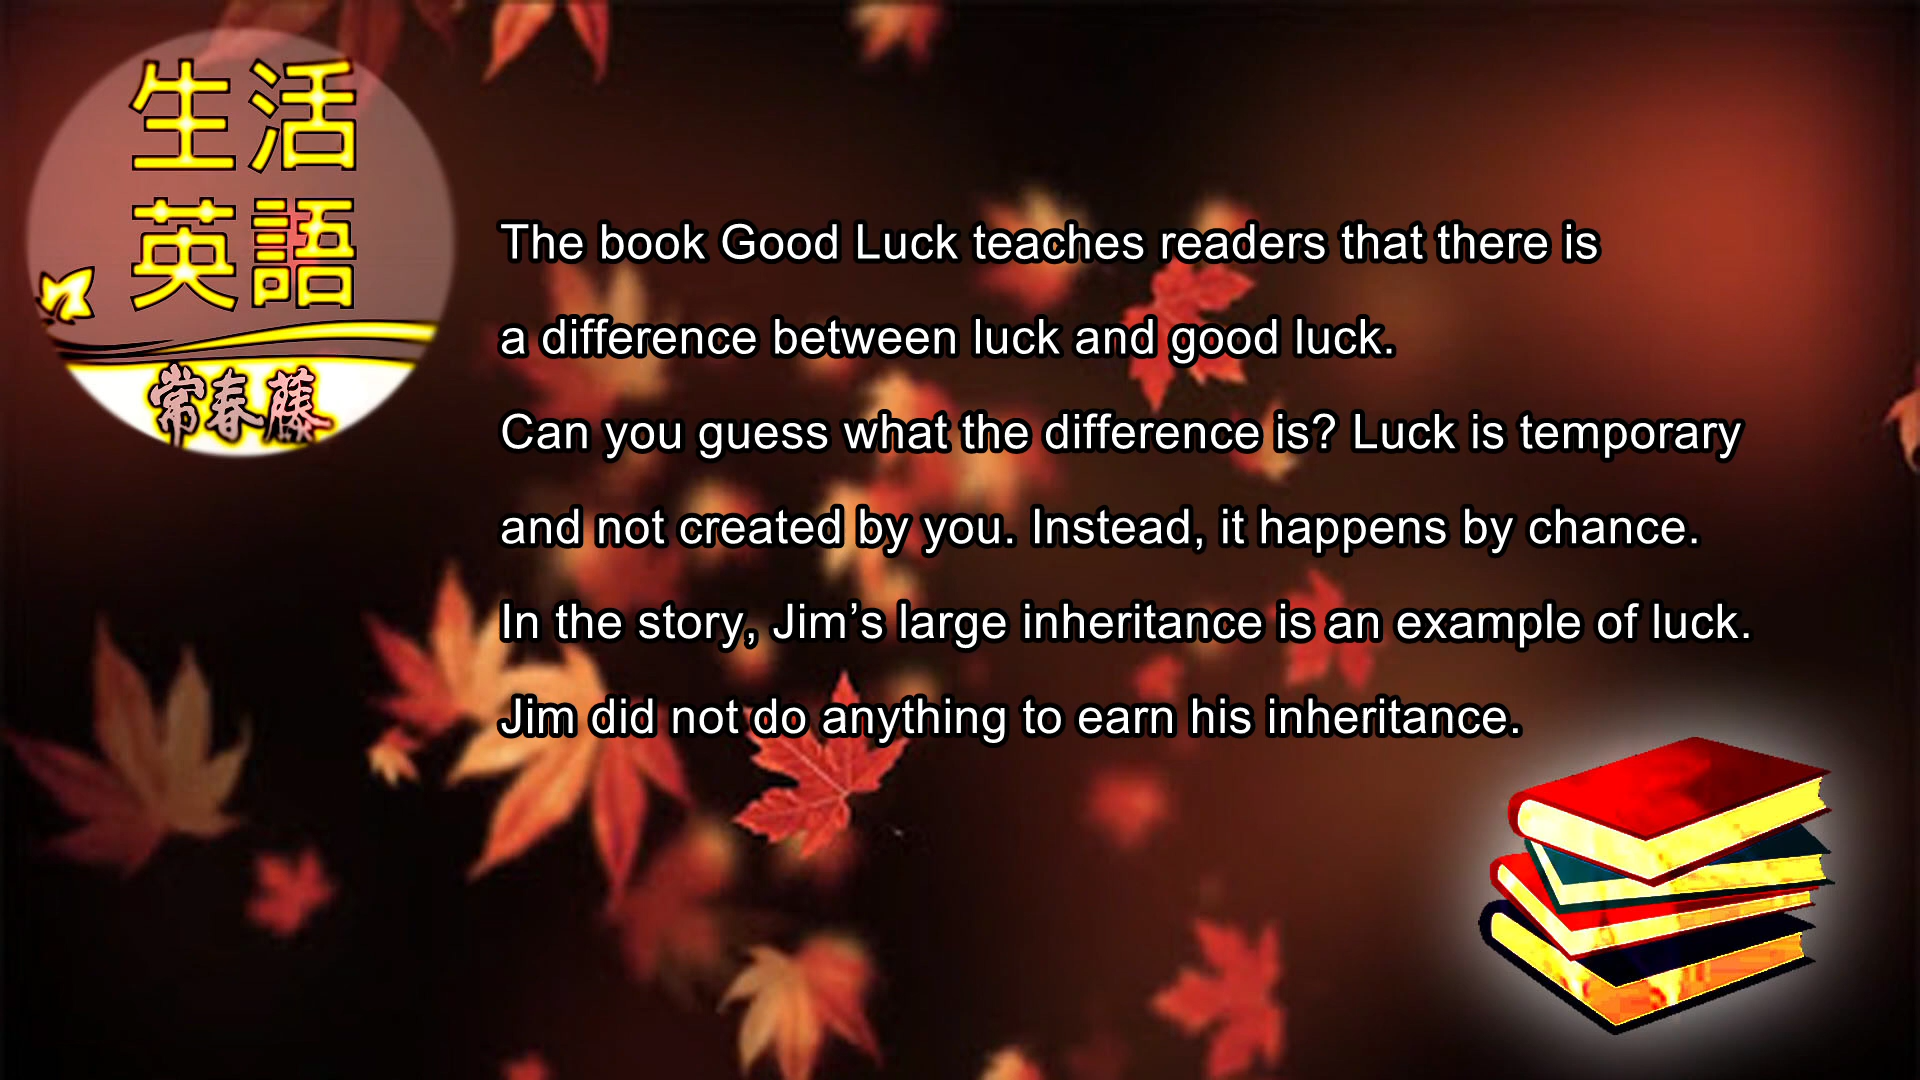 生活
英語
常春藤
The book Good Luck teaches readers that there is
a difference between luck and good luck.
Can you guess what the difference is? Luck is temporary
and not created by you. Instead, it happens by chance.
In the story, Jim’s large inheritance is an example of luck.
Jim did not do anything to earn his inheritance.